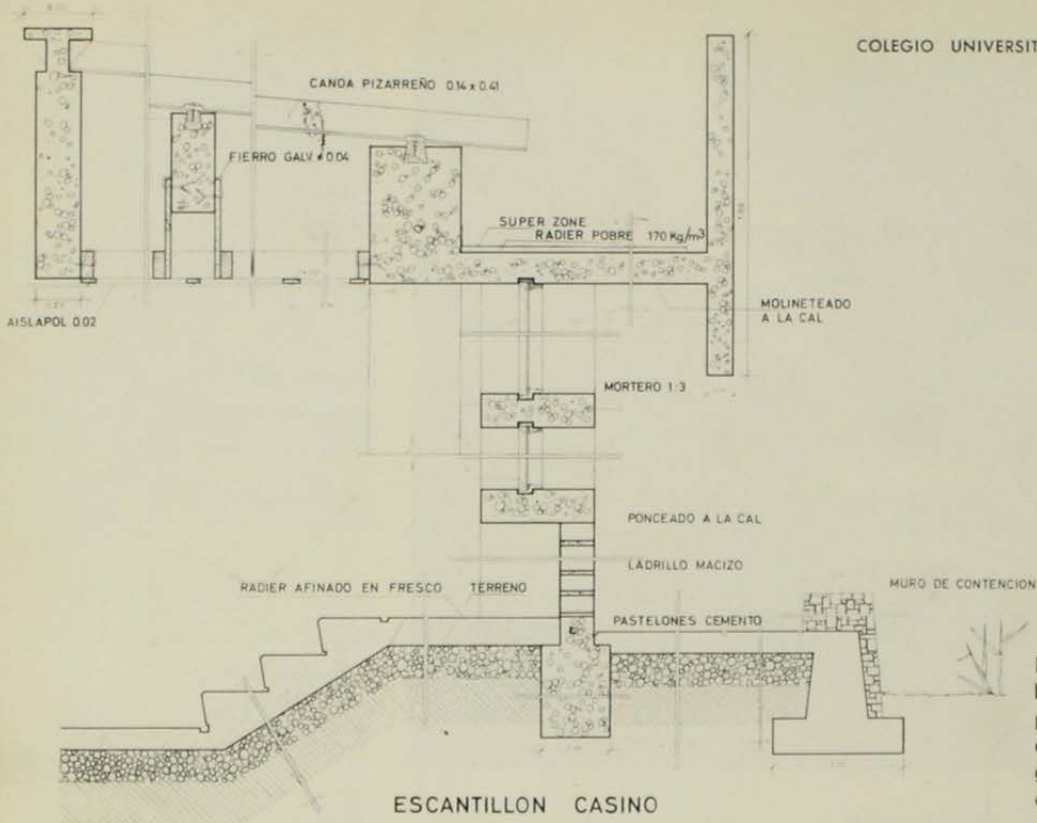 COLEGIO UNIVERSIT
CANOA PIZARREÑO 0.14 x 0.41
FIERRO GALV. ø 0.04
SUPER ZONE
RADIER POBRE 170 Kg/m³
AISLAPOL 0.02
MOLINETEADO
A LA CAL
MORTERO 1:3
PONCEADO A LA CAL
LADRILLO MACIZO
RADIER AFINADO EN FRESCO TERRENO
MURO DE CONTENCION
PASTELONES CEMENTO
ESCANTILLON CASINO